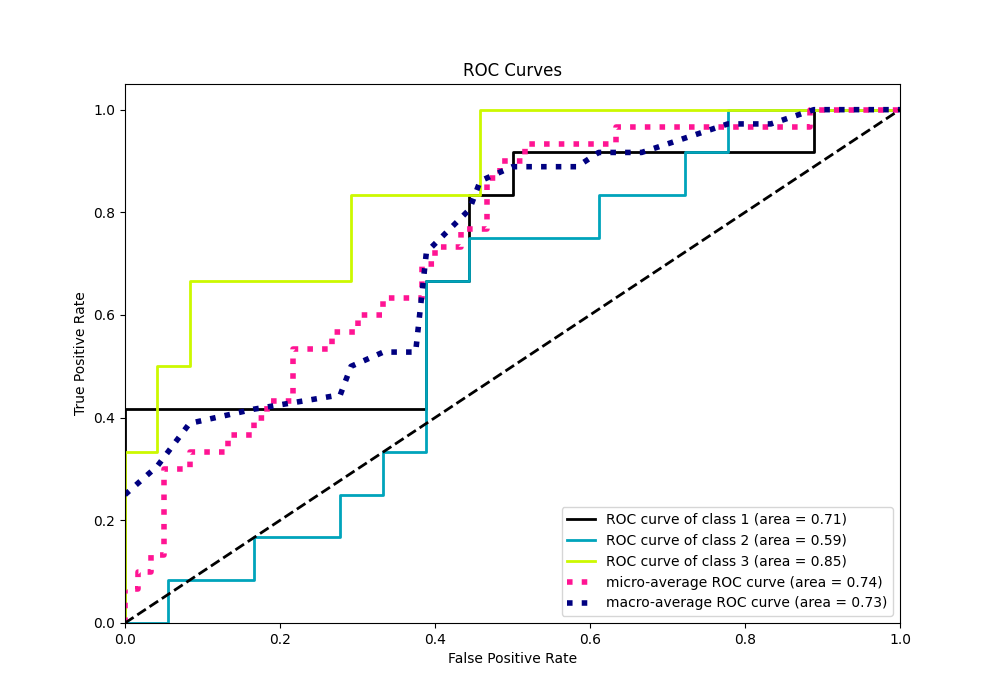 ROC Curves
True Positive Rate
1.0
0.8
0.6
0.4
0.2
0.0
0.0 0.2 0.4 0.6 0.8 1.0
False Positive Rate
ROC curve of class 1 (area = 0.71)
ROC curve of class 2 (area = 0.59)
ROC curve of class 3 (area = 0.85)
micro-average ROC curve (area = 0.74)
macro-average ROC curve (area = 0.73)